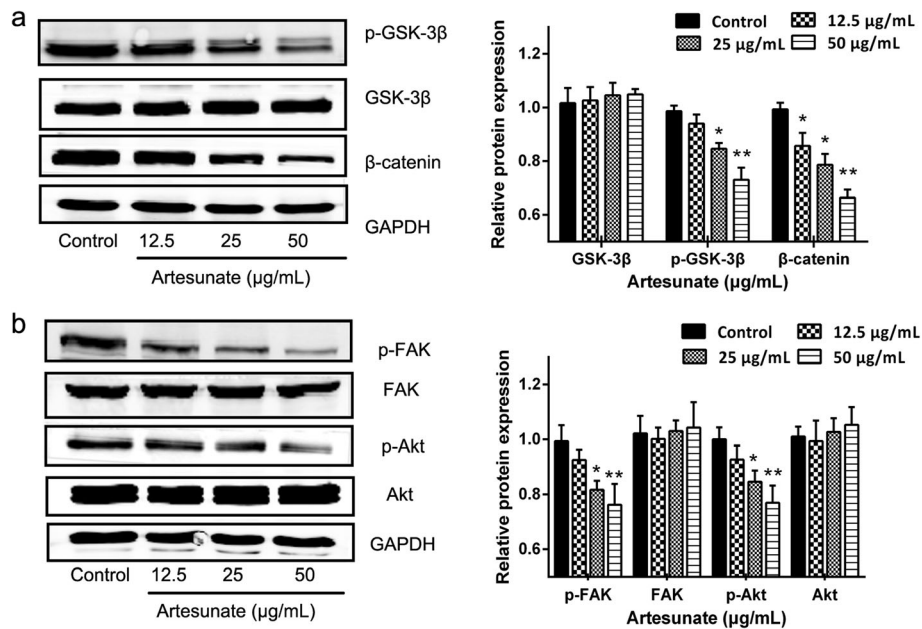 a
p-GSK-3β
GSK-3β
β-catenin
GAPDH
Control 12.5 25 50
Artesunate (μg/mL)
Control 12.5 μg/mL
25 μg/mL 50 μg/mL
Relative protein expression
1.2
1.0
0.8
0.6
* ** * * **
GSK-3β p-GSK-3β β-catenin
Artesunate (μg/mL)
b
p-FAK
FAK
p-Akt
Akt
GAPDH
Control 12.5 25 50
Artesunate (μg/mL)
Control 12.5 μg/mL
25 μg/mL 50 μg/mL
Relative protein expression
1.2
1.0
0.8
0.6
* ** * **
p-FAK FAK p-Akt Akt
Artesunate (μg/mL)